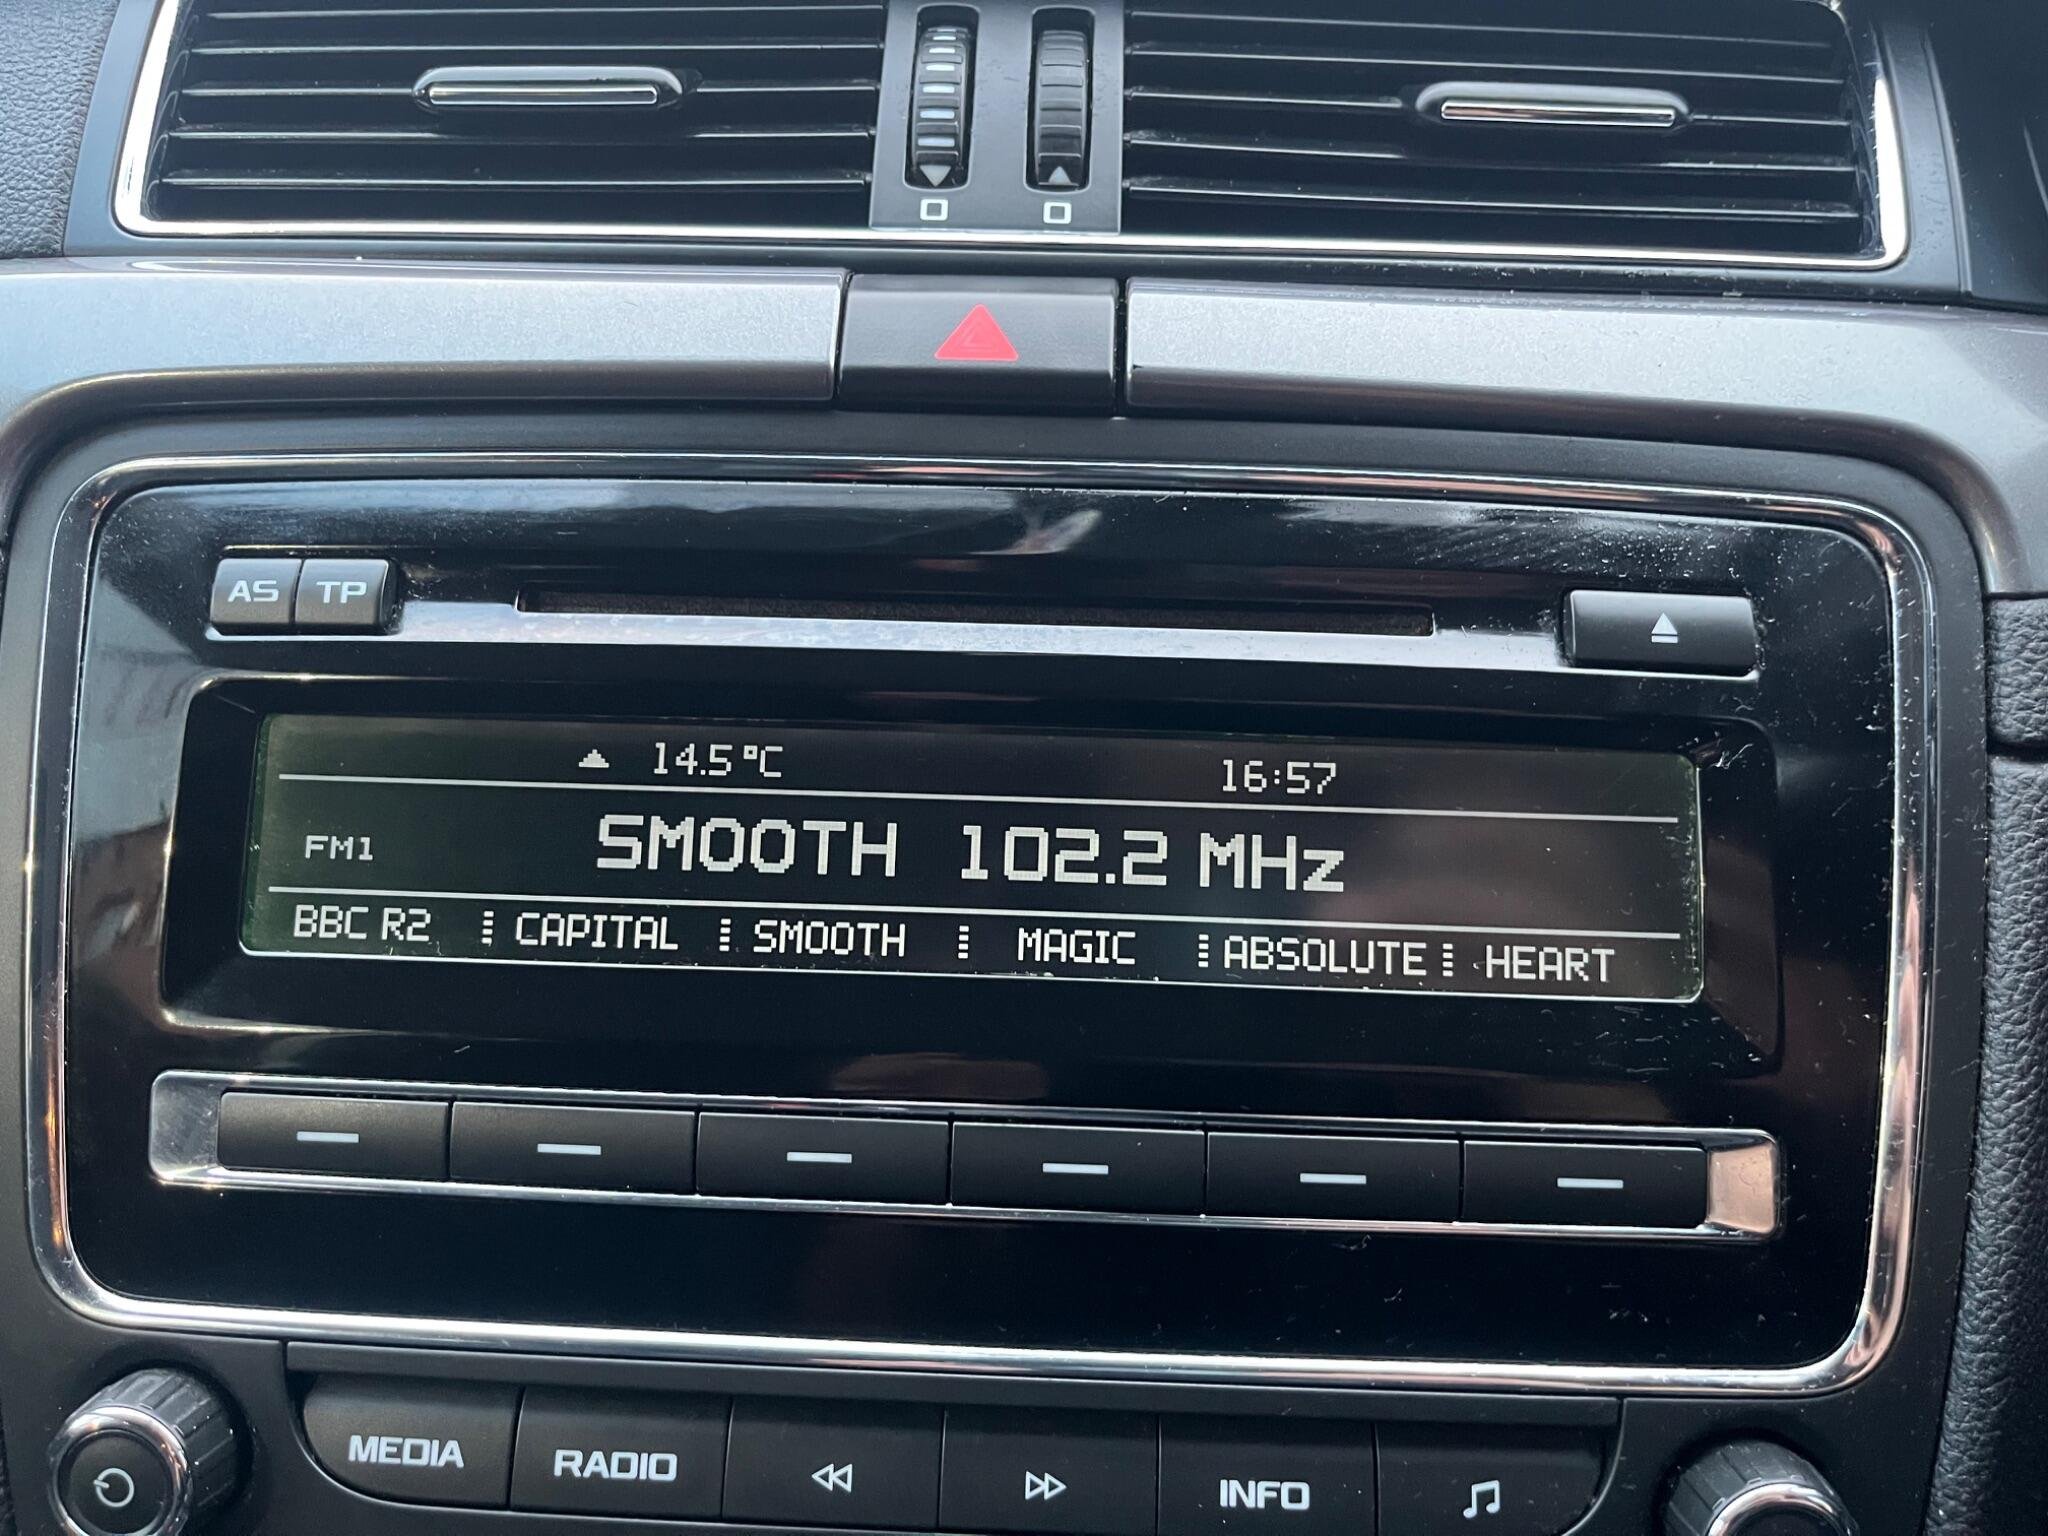 AS TP
14.5°C 16:57
FM1 SMOOTH 102.2 MHz
BBC R2 CAPITAL SMOOTH MAGIC ABSOLUTE HEART
MEDIA RADIO INFO